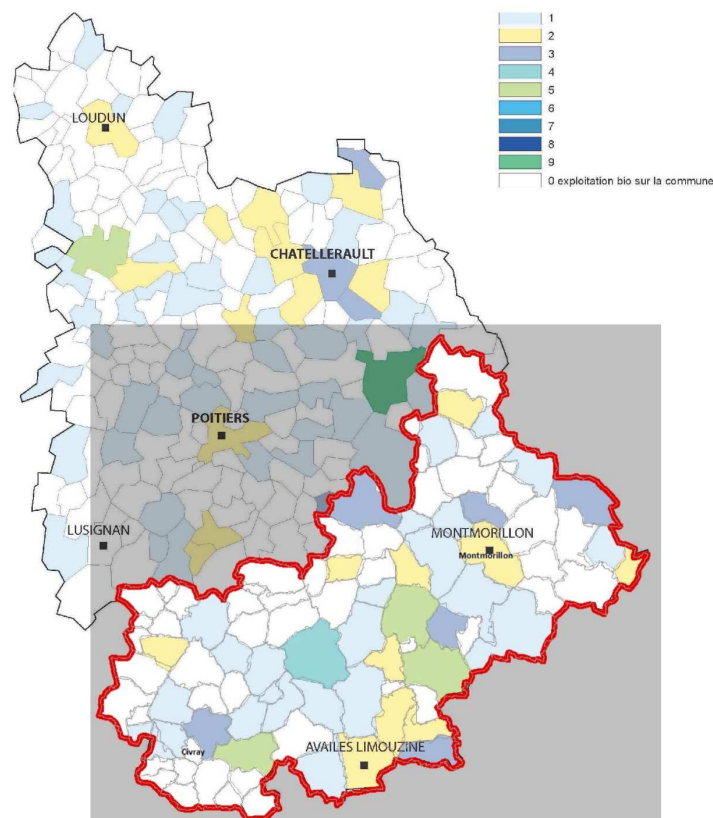 1
2
3
4
5
6
7
8
9
0 exploitation bio sur la commune
LOUDUN
CHATELLERAULT
POITIERS
LUSIGNAN
MONTMORILLON
Montmorillon
Civray
AVAILES LIMOUZINE